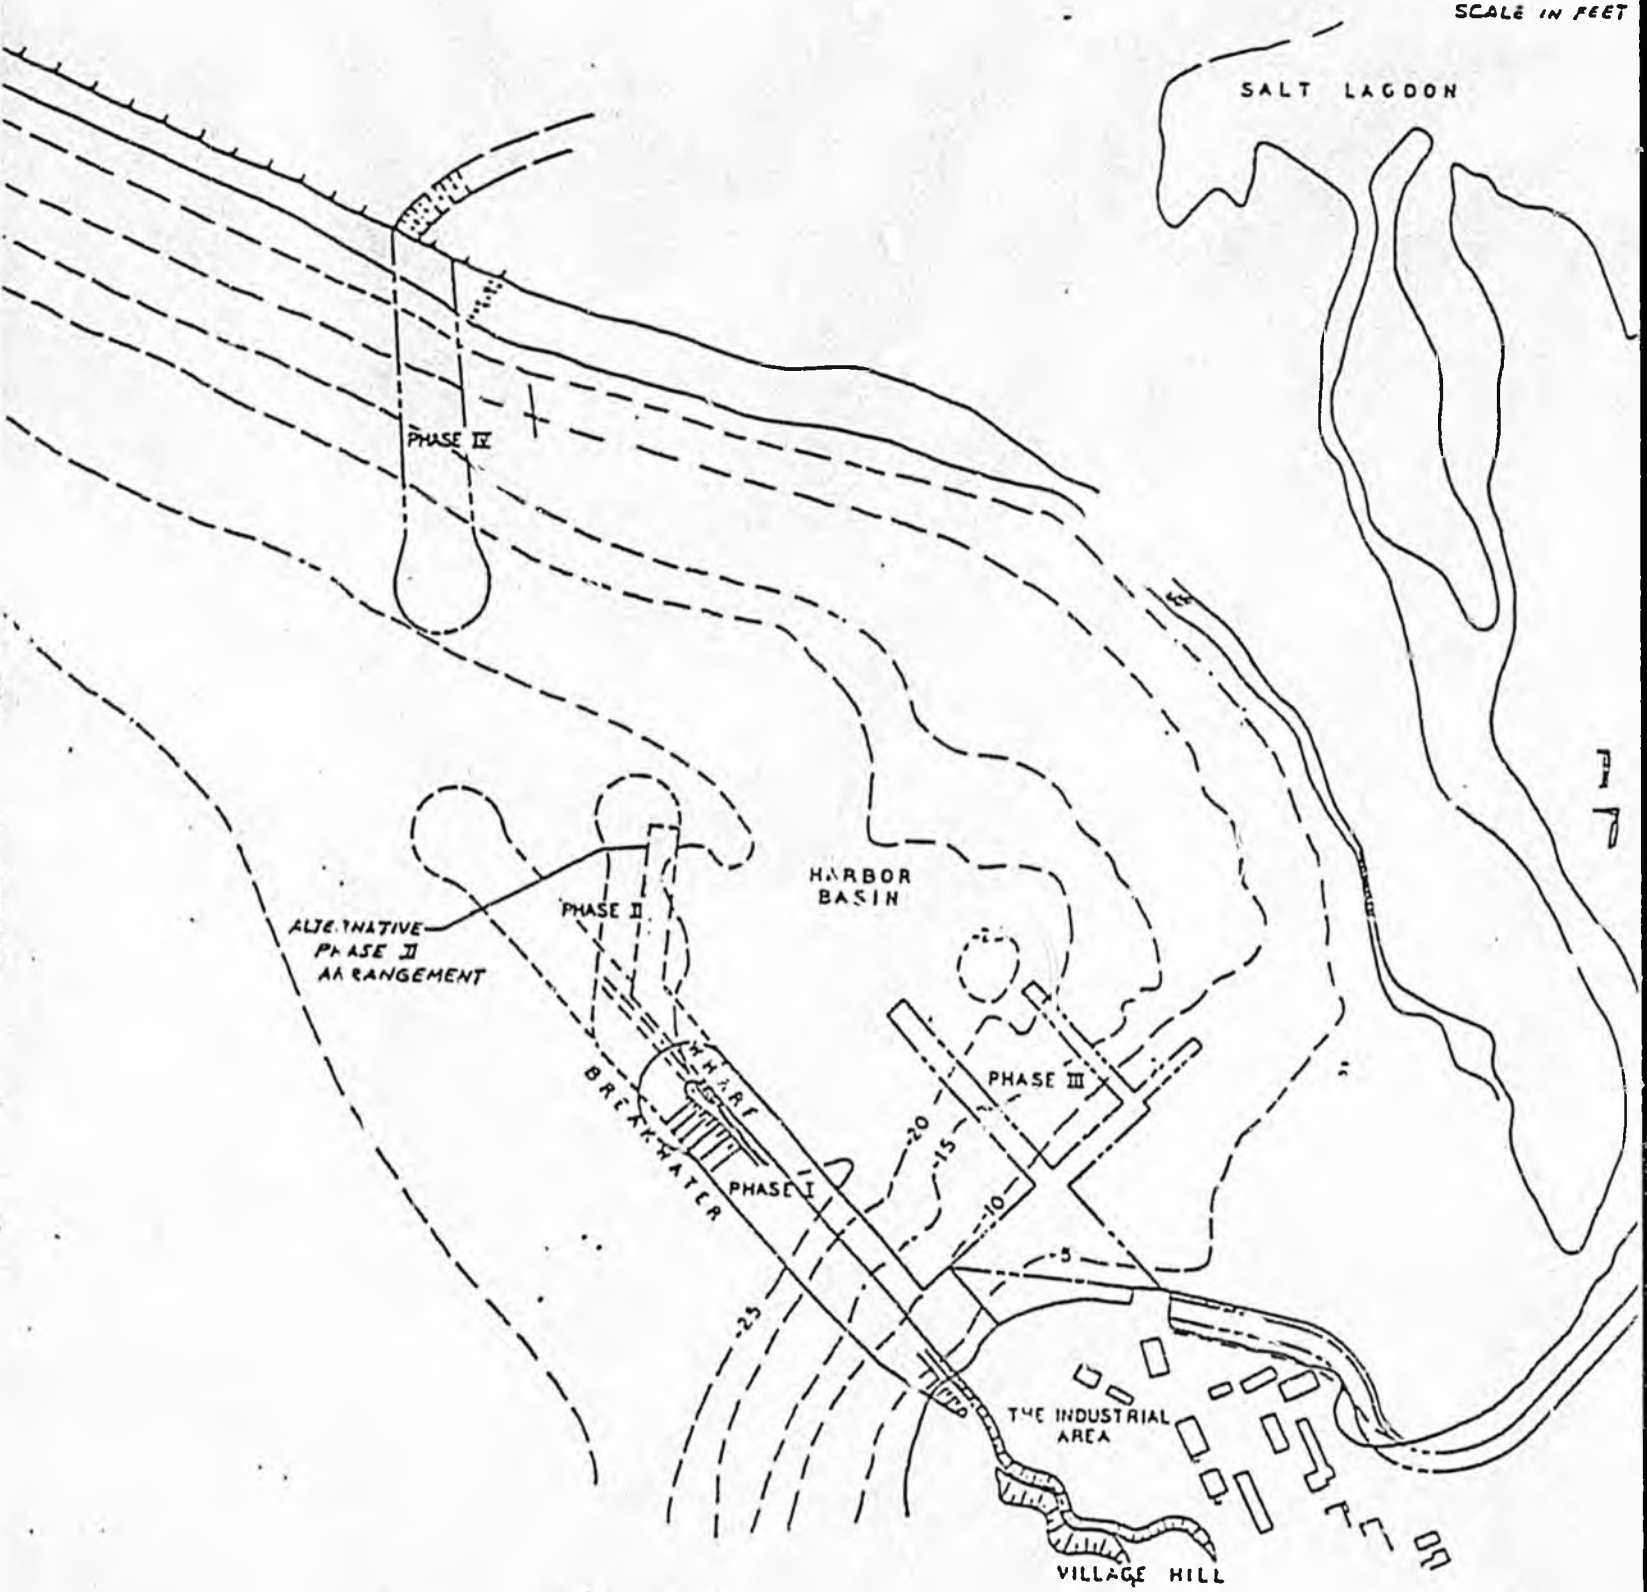 SCALE IN FEET
SALT LAGOON
PHASE IV
HARBOR
BASIN
PHASE II
ALTERNATIVE
PHASE II
ARRANGEMENT
WHARF
BREAKWATER
PHASE III
-20
-15
PHASE I
-10
-5
-25
THE INDUSTRIAL
AREA
VILLAGE HILL